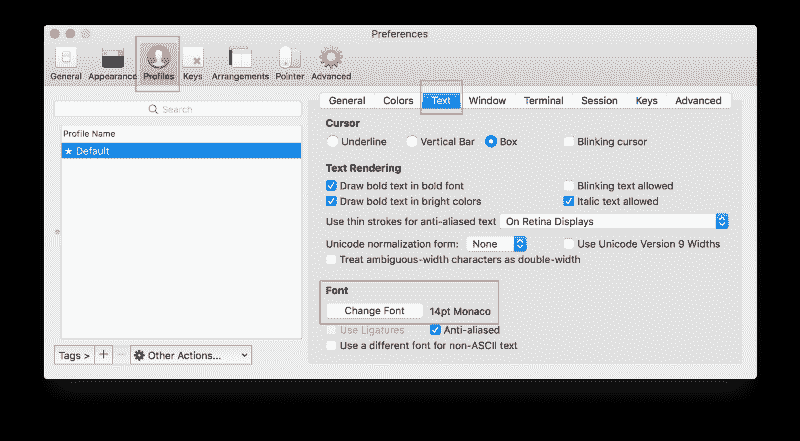 Preferences
General Appearance Profiles Keys Arrangements Pointer Advanced
Search
Profile Name
★ Default
Tags > + − Other Actions...
General Colors Text Window Terminal Session Keys Advanced
Cursor
Underline Vertical Bar Box Blinking cursor
Text Rendering
Draw bold text in bold font Blinking text allowed
Draw bold text in bright colors Italic text allowed
Use thin strokes for anti-aliased text On Retina Displays
Unicode normalization form: None Use Unicode Version 9 Widths
Treat ambiguous-width characters as double-width
Font
Change Font 14pt Monaco
Use Ligatures Anti-aliased
Use a different font for non-ASCII text